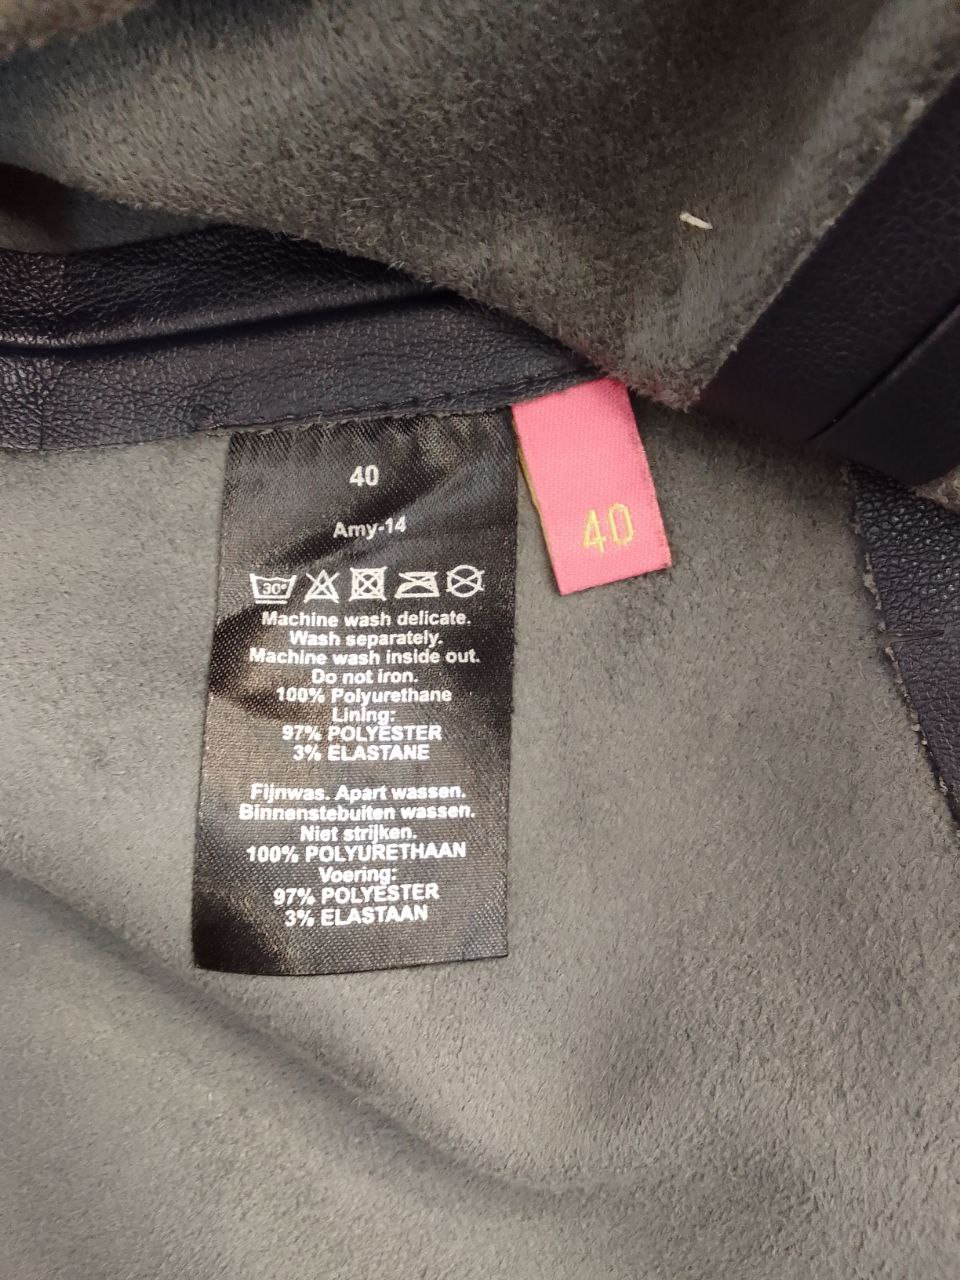 40
Amy-14
30°
Machine wash delicate.
Wash separately.
Machine wash inside out.
Do not iron.
100% Polyurethane
Lining:
97% POLYESTER
3% ELASTANE
Fijnwas. Apart wassen.
Binnenstebuiten wassen.
Niet strijken.
100% POLYURETHAAN
Voering:
97% POLYESTER
3% ELASTAAN
40